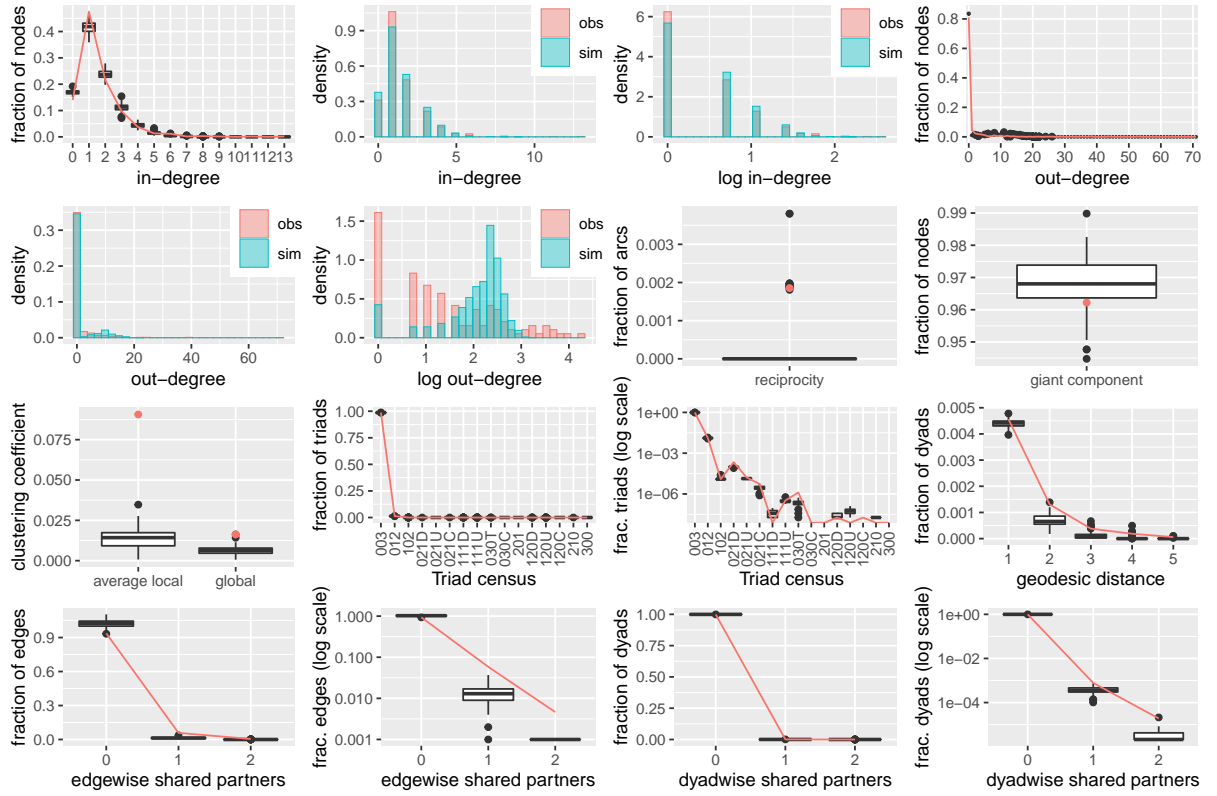 fraction of nodes
0.4
0.3
0.2
0.1
0.0
0 1 2 3 4 5 6 7 8 9 10 11 12 13
in−degree
density
0.9
0.6
0.3
0.0
0 5 10
in−degree
obs
sim
density
6
4
2
0
0 1 2
log in−degree
obs
sim
fraction of nodes
0.8
0.6
0.4
0.2
0.0
0 10 20 30 40 50 60 70
out−degree
density
0.3
0.2
0.1
0.0
0 20 40 60
out−degree
obs
sim
density
1.5
1.0
0.5
0.0
0 1 2 3 4
log out−degree
obs
sim
fraction of arcs
0.003
0.002
0.001
0.000
reciprocity
fraction of nodes
0.99
0.98
0.97
0.96
0.95
giant component
clustering coefficient
0.075
0.050
0.025
0.000
average local global
fraction of triads
1.00
0.75
0.50
0.25
0.00
003 012 102 021D 021U 021C 111D 111U 030T 030C 201 120D 120U 120C 210 300
Triad census
frac. triads (log scale)
1e+00
1e−03
1e−06
003 012 102 021D 021U 021C 111D 111U 030T 030C 201 120D 120U 120C 210 300
Triad census
fraction of dyads
0.005
0.004
0.003
0.002
0.001
0.000
1 2 3 4 5
geodesic distance
fraction of edges
0.9
0.6
0.3
0.0
0 1 2
edgewise shared partners
frac. edges (log scale)
1.000
0.100
0.010
0.001
0 1 2
edgewise shared partners
fraction of dyads
1.00
0.75
0.50
0.25
0.00
0 1 2
dyadwise shared partners
frac. dyads (log scale)
1e+00
1e−02
1e−04
0 1 2
dyadwise shared partners